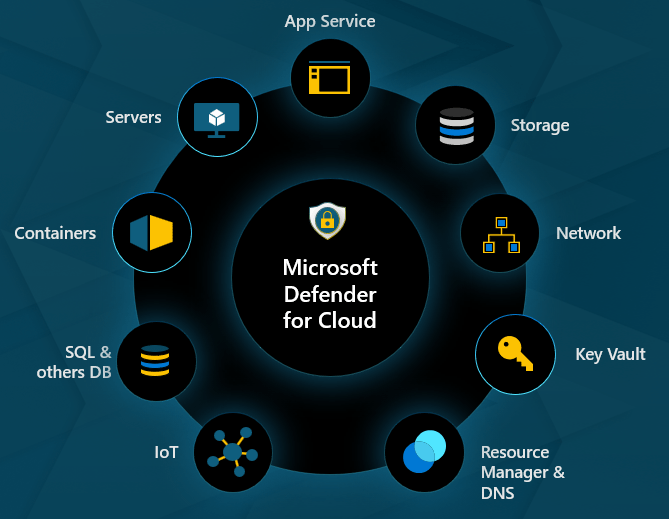 App Service
Servers
Storage
Containers
Network
Microsoft
Defender
for Cloud
SQL &
others DB
Key Vault
IoT
Resource
Manager &
DNS